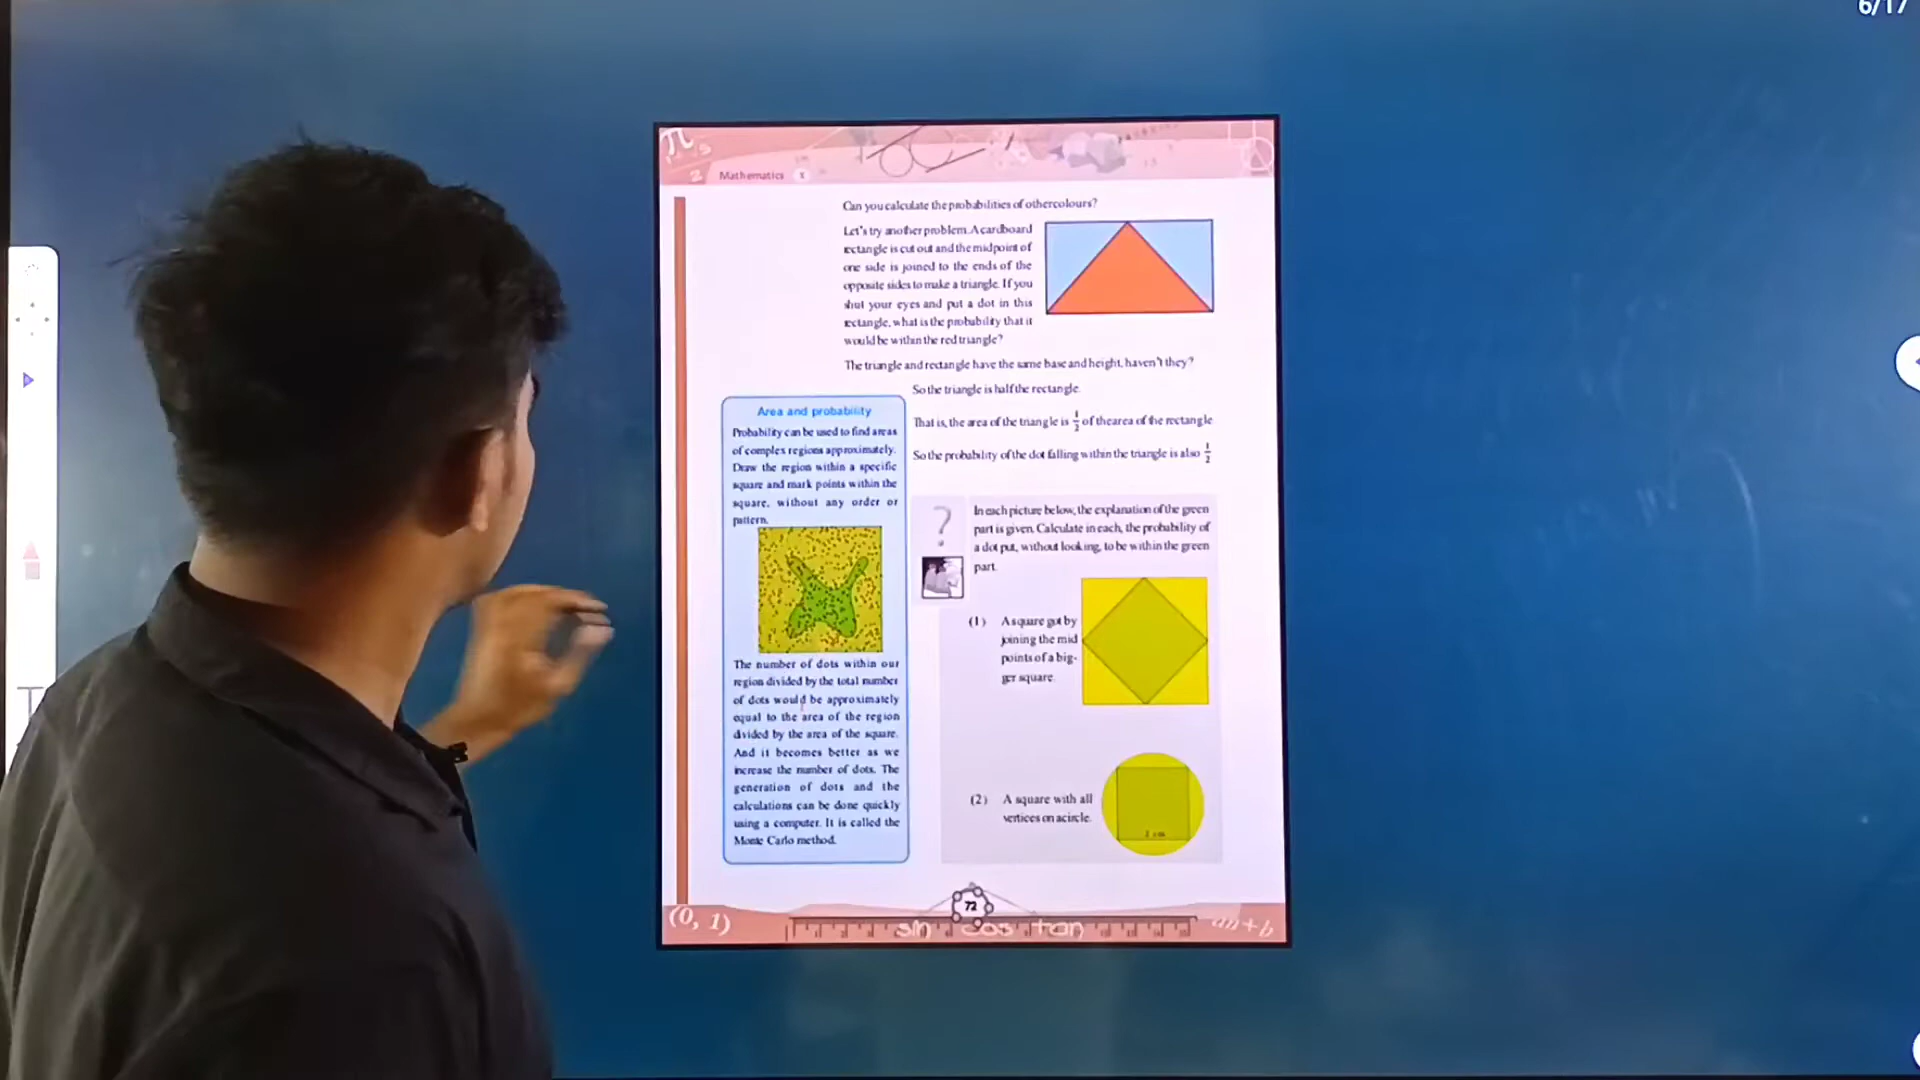 6/17
π
Mathematics
Can you calculate the probabilities of other colours?
Let's try another problem. A cardboard
rectangle is cut out and the midpoint of
one side is joined to the ends of the
opposite sides to make a triangle. If you
shut your eyes and put a dot in this
rectangle, what is the probability that it
would be within the red triangle?
The triangle and rectangle have the same base and height, haven't they?
So the triangle is half the rectangle.
That is, the area of the triangle is 1/2 of the area of the rectangle
So the probability of the dot falling within the triangle is also 1/2
Area and probability
Probability can be used to find areas
of complex regions approximately.
Draw the region within a specific
square and mark points within the
square, without any order or
pattern.
The number of dots within our
region divided by the total number
of dots would be approximately
equal to the area of the region
divided by the area of the square.
And it becomes better as we
increase the number of dots. The
generation of dots and the
calculations can be done quickly
using a computer. It is called the
Monte Carlo method.
?
In each picture below, the explanation of the green
part is given. Calculate in each, the probability of
a dot put, without looking, to be within the green
part.
(1) A square got by
joining the mid
points of a big-
ger square.
(2) A square with all
vertices on a circle.
72
(0, 1)
sin cos tan
an+b